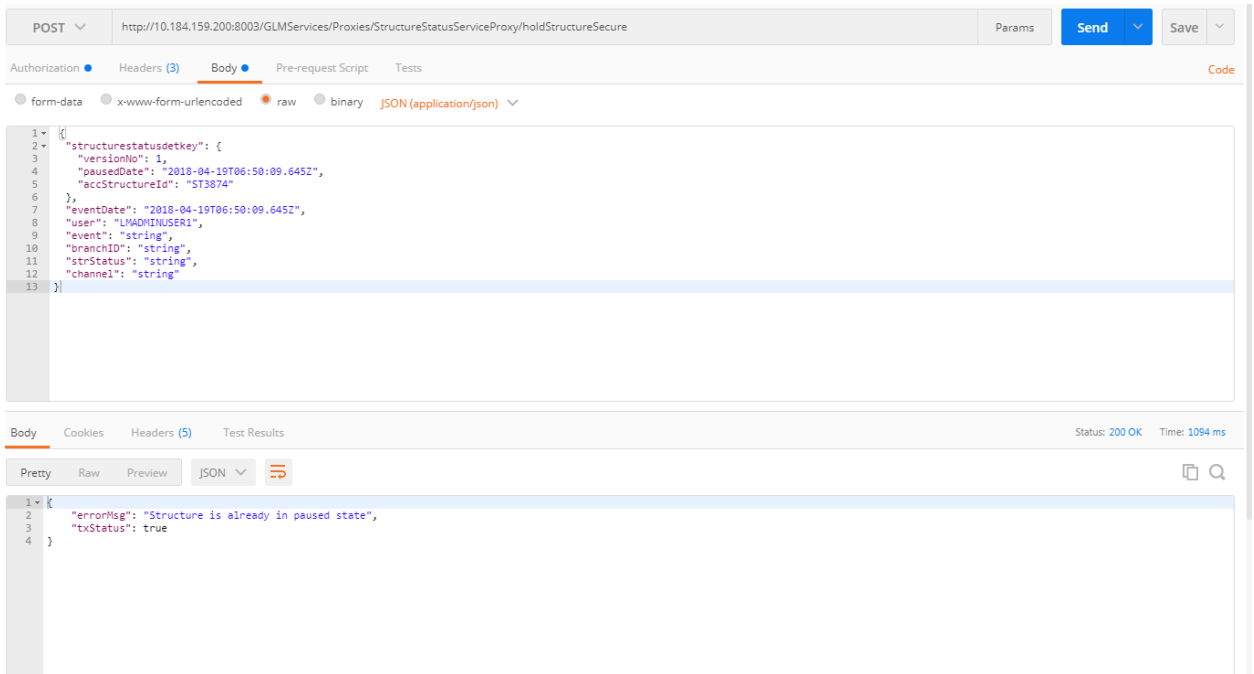 POST http://10.184.159.200:8003/GLMServices/Proxies/StructureStatusServiceProxy/holdStructureSecure Params Send Save
Authorization Headers (3) Body Pre-request Script Tests Code
form-data x-www-form-urlencoded raw binary JSON (application/json)
1 {
2 "structurestatusdetkey": {
3 "versionNo": 1,
4 "pausedDate": "2018-04-19T06:50:09.645Z",
5 "accStructureId": "ST3874"
6 },
7 "eventDate": "2018-04-19T06:50:09.645Z",
8 "user": "LMADMINUSER1",
9 "event": "string",
10 "branchID": "string",
11 "strStatus": "string",
12 "channel": "string"
13 }
Body Cookies Headers (5) Test Results Status: 200 OK Time: 1094 ms
Pretty Raw Preview JSON
1 {
2 "errorMsg": "Structure is already in paused state",
3 "txStatus": true
4 }